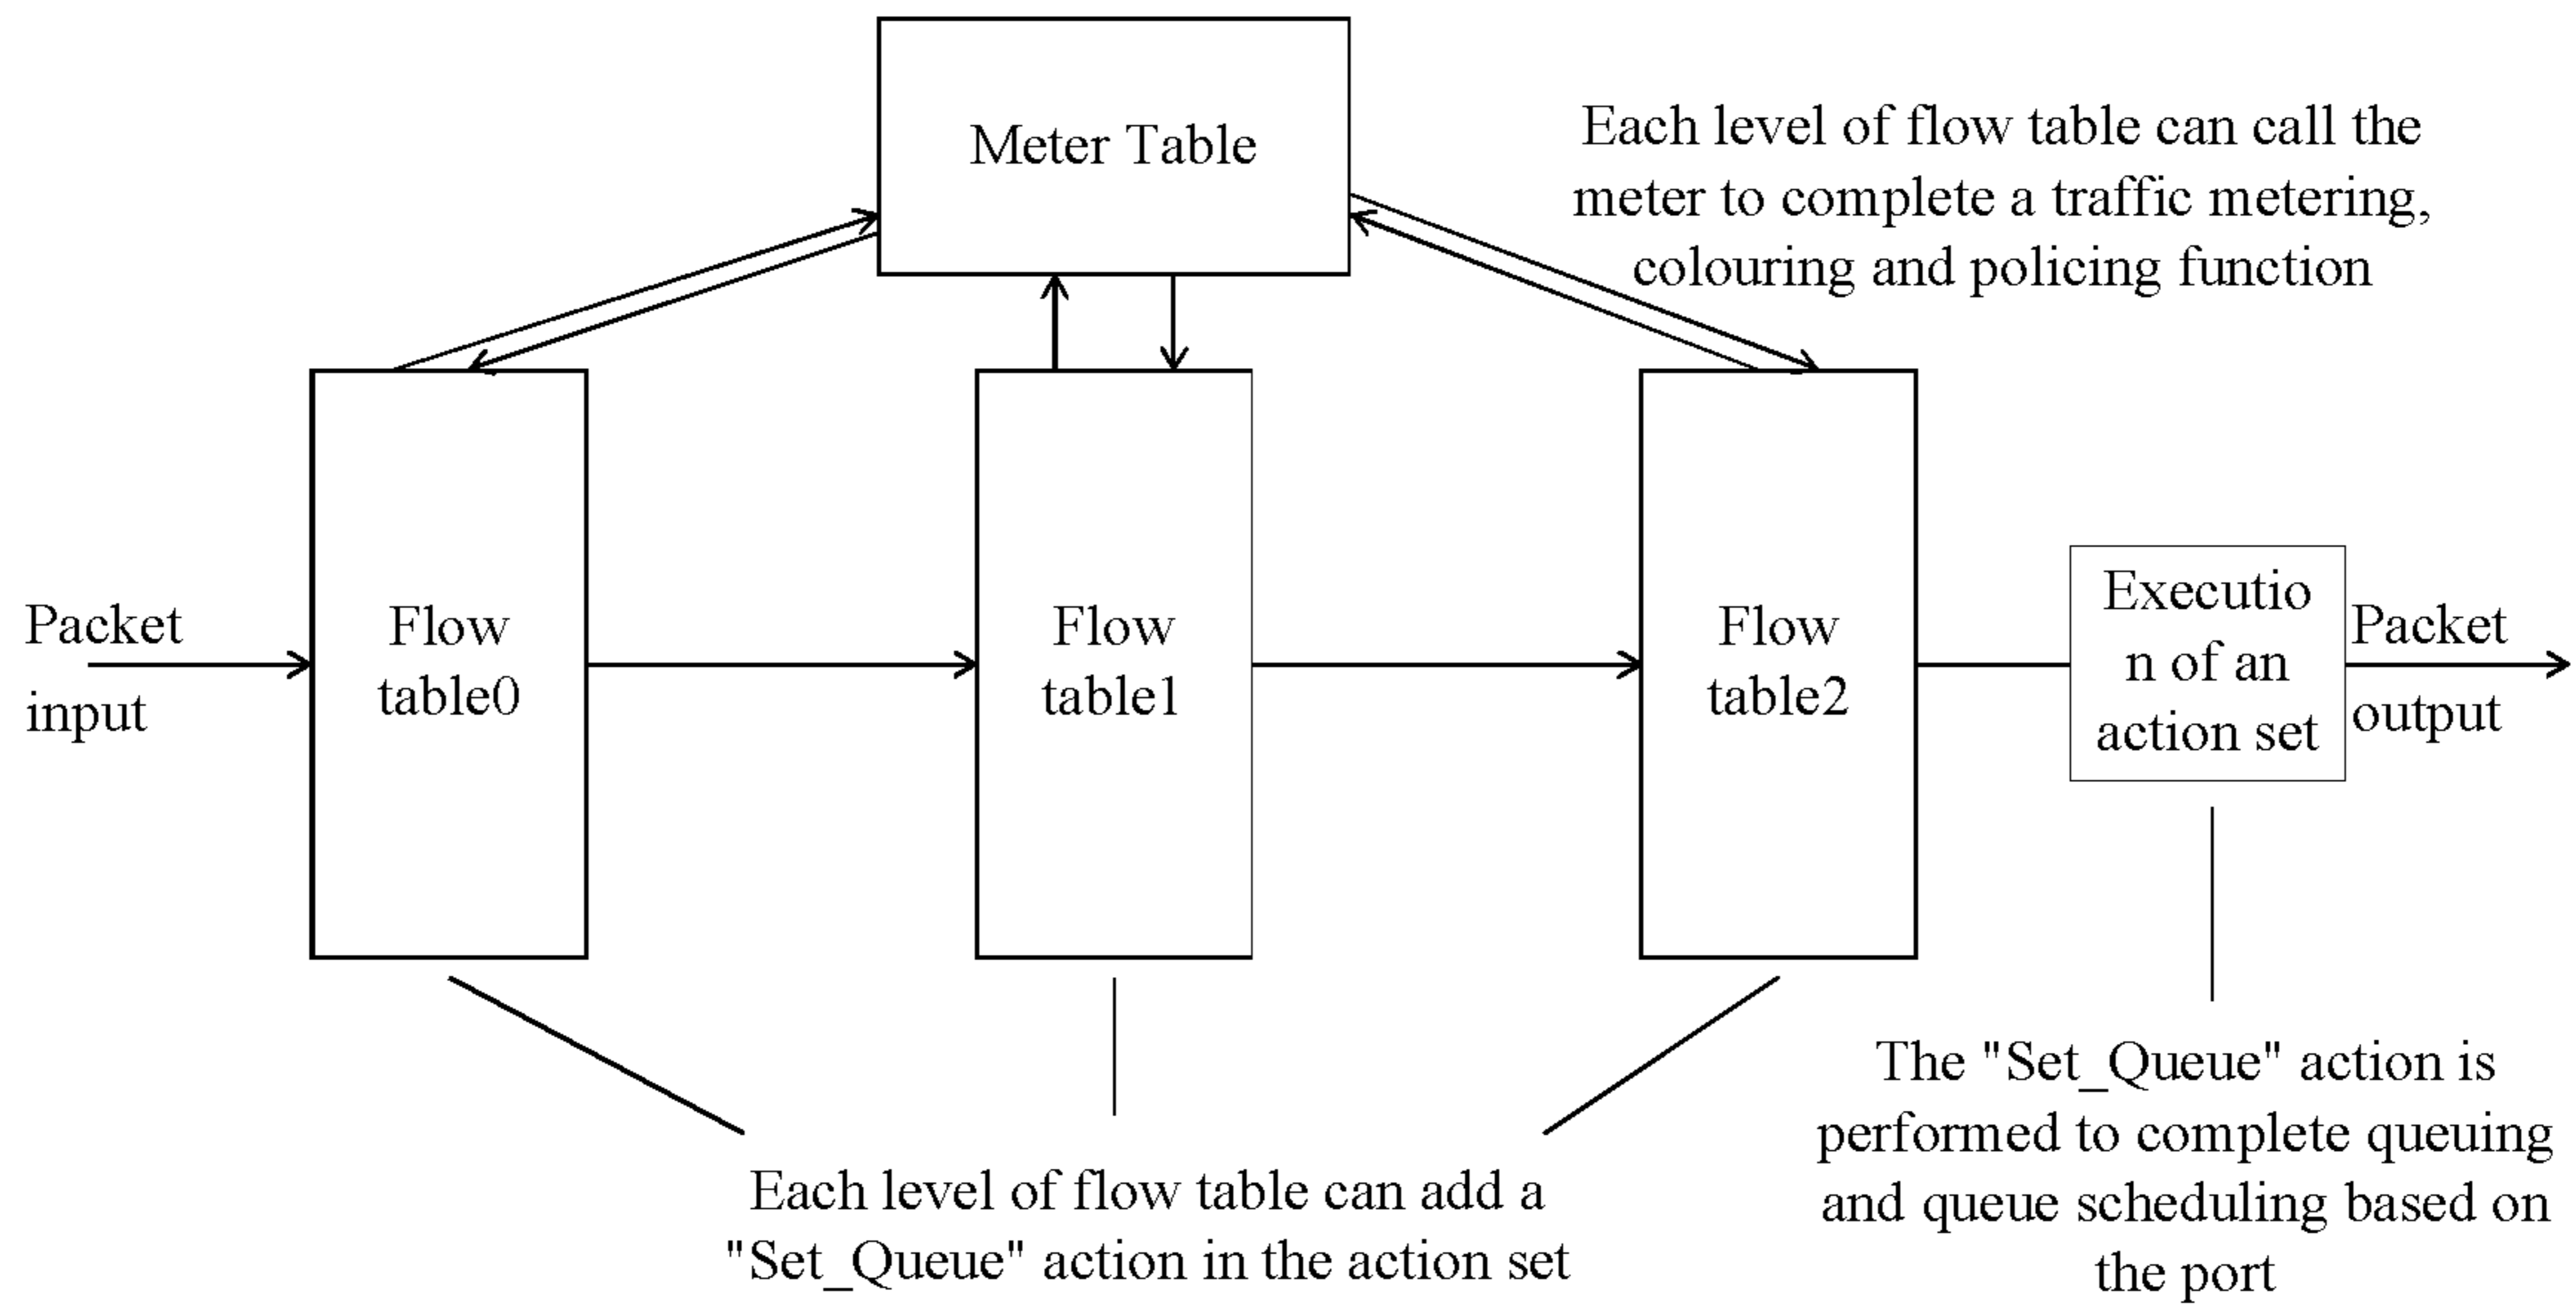 Meter Table
Each level of flow table can call the
meter to complete a traffic metering,
colouring and policing function
Packet
input
Flow
table0
Flow
table1
Flow
table2
Executio
n of an
action set
Packet
output
Each level of flow table can add a
"Set_Queue" action in the action set
The "Set_Queue" action is
performed to complete queuing
and queue scheduling based on
the port